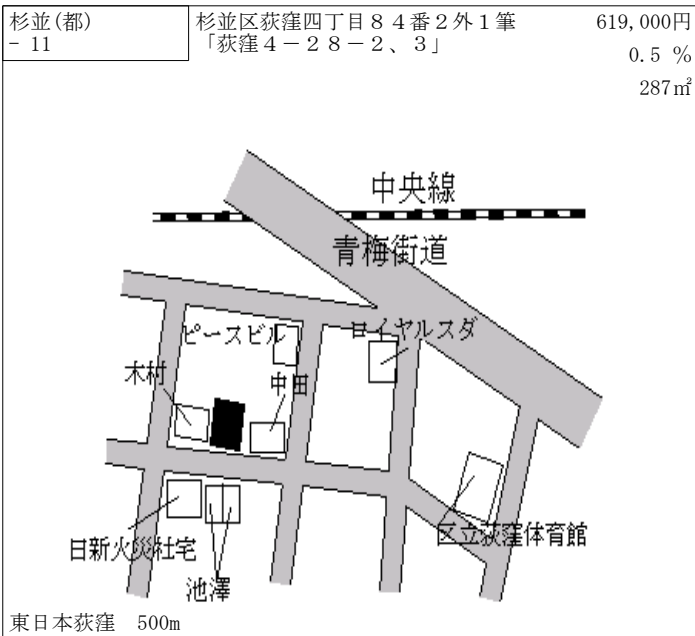 杉並(都)
- 11
杉並区荻窪四丁目８４番２外１筆
「荻窪４－２８－２、３」
619,000円
0.5 %
287㎡
中央線
青梅街道
ピースビル
ロイヤルスダ
木村
中田
区立荻窪体育館
日新火災社宅
池澤
東日本荻窪　500m